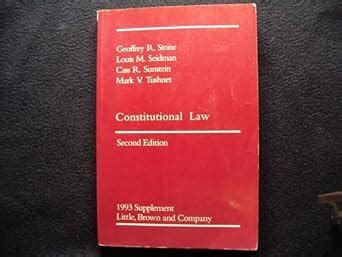 Geoffrey R. Stone
Louis M. Seidman
Cass R. Sunstein
Mark V. Tushnet
Constitutional Law
Second Edition
1993 Supplement
Little, Brown and Company